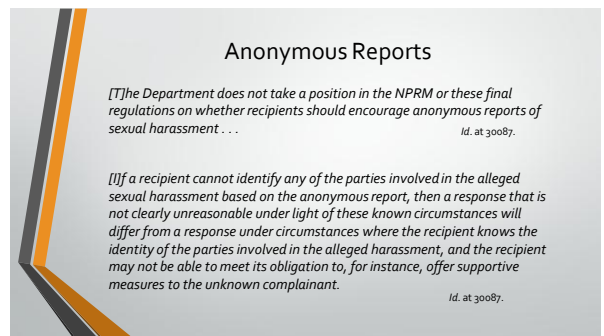 Anonymous Reports
[T]he Department does not take a position in the NPRM or these final
regulations on whether recipients should encourage anonymous reports of
sexual harassment . . .
Id. at 30087.
[I]f a recipient cannot identify any of the parties involved in the alleged
sexual harassment based on the anonymous report, then a response that is
not clearly unreasonable under light of these known circumstances will
differ from a response under circumstances where the recipient knows the
identity of the parties involved in the alleged harassment, and the recipient
may not be able to meet its obligation to, for instance, offer supportive
measures to the unknown complainant.
Id. at 30087.